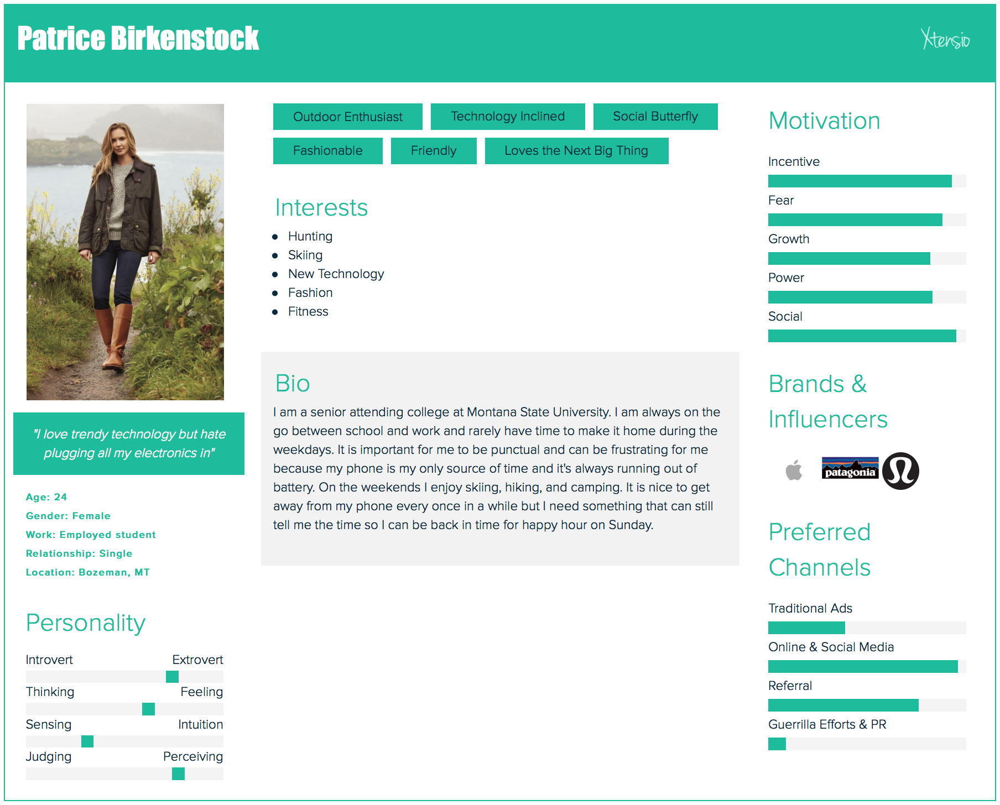 Patrice Birkenstock
Xtensio
"I love trendy technology but hate
plugging all my electronics in"
Age: 24
Gender: Female
Work: Employed student
Relationship: Single
Location: Bozeman, MT
Personality
Introvert Extrovert
Thinking Feeling
Sensing Intuition
Judging Perceiving
Outdoor Enthusiast Technology Inclined Social Butterfly
Fashionable Friendly Loves the Next Big Thing
Interests
Hunting
Skiing
New Technology
Fashion
Fitness
Bio
I am a senior attending college at Montana State University. I am always on the
go between school and work and rarely have time to make it home during the
weekdays. It is important for me to be punctual and can be frustrating for me
because my phone is my only source of time and it's always running out of
battery. On the weekends I enjoy skiing, hiking, and camping. It is nice to get
away from my phone every once in a while but I need something that can still
tell me the time so I can be back in time for happy hour on Sunday.
Motivation
Incentive
Fear
Growth
Power
Social
Brands &
Influencers
patagonia
Preferred
Channels
Traditional Ads
Online & Social Media
Referral
Guerrilla Efforts & PR